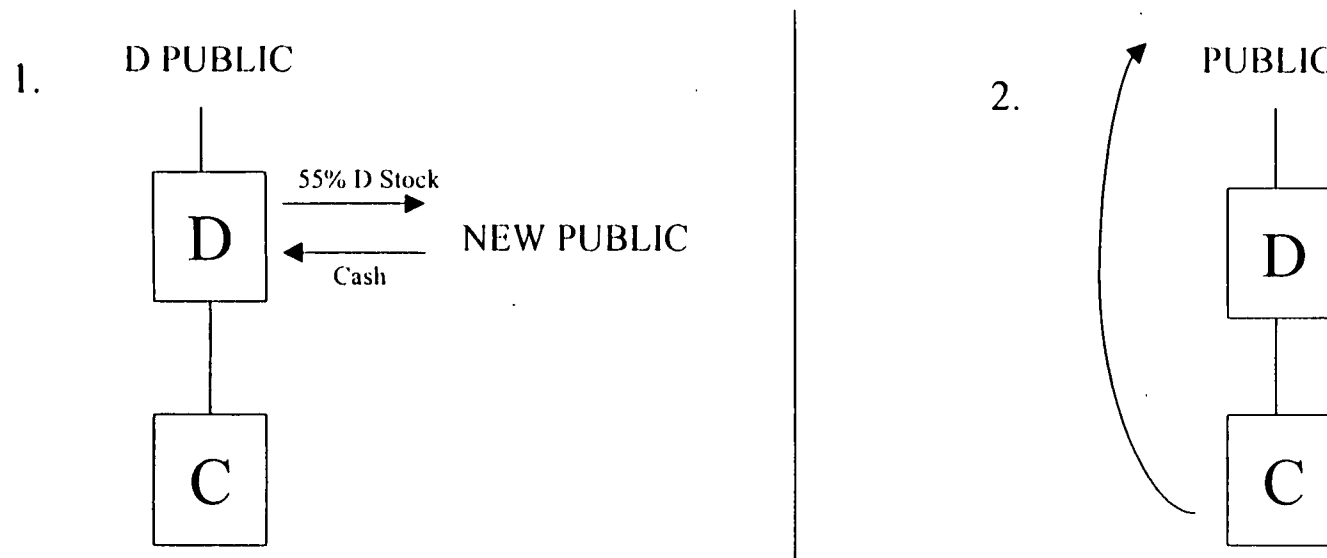 1.
D PUBLIC
55% D Stock
D
NEW PUBLIC
Cash
C
2.
PUBLIC
D
C